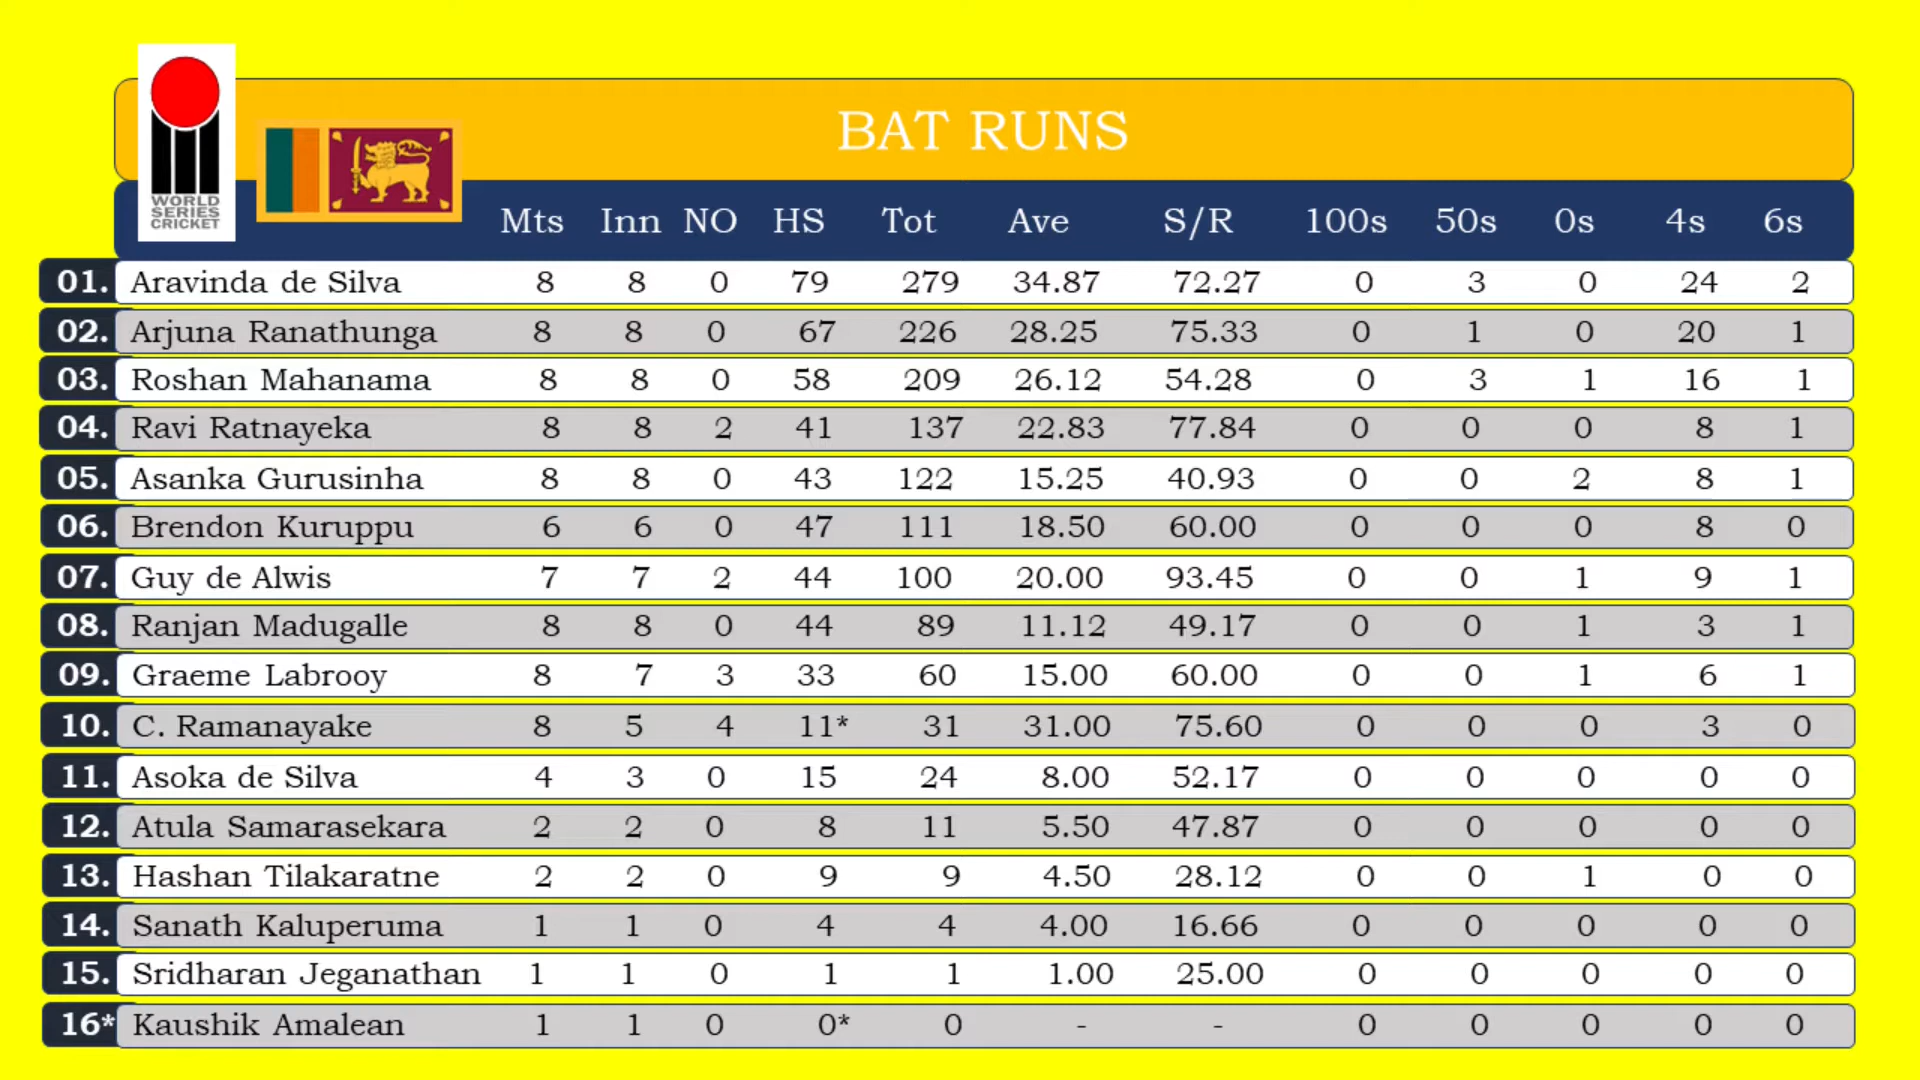 BAT RUNS
WORLD
SERIES
CRICKET
Mts Inn NO HS Tot Ave S/R 100s 50s 0s 4s 6s
01. Aravinda de Silva 8 8 0 79 279 34.87 72.27 0 3 0 24 2
02. Arjuna Ranathunga 8 8 0 67 226 28.25 75.33 0 1 0 20 1
03. Roshan Mahanama 8 8 0 58 209 26.12 54.28 0 3 1 16 1
04. Ravi Ratnayeka 8 8 2 41 137 22.83 77.84 0 0 0 8 1
05. Asanka Gurusinha 8 8 0 43 122 15.25 40.93 0 0 2 8 1
06. Brendon Kuruppu 6 6 0 47 111 18.50 60.00 0 0 0 8 0
07. Guy de Alwis 7 7 2 44 100 20.00 93.45 0 0 1 9 1
08. Ranjan Madugalle 8 8 0 44 89 11.12 49.17 0 0 1 3 1
09. Graeme Labrooy 8 7 3 33 60 15.00 60.00 0 0 1 6 1
10. C. Ramanayake 8 5 4 11* 31 31.00 75.60 0 0 0 3 0
11. Asoka de Silva 4 3 0 15 24 8.00 52.17 0 0 0 0 0
12. Atula Samarasekara 2 2 0 8 11 5.50 47.87 0 0 0 0 0
13. Hashan Tilakaratne 2 2 0 9 9 4.50 28.12 0 0 1 0 0
14. Sanath Kaluperuma 1 1 0 4 4 4.00 16.66 0 0 0 0 0
15. Sridharan Jeganathan 1 1 0 1 1 1.00 25.00 0 0 0 0 0
16* Kaushik Amalean 1 1 0 0* 0 - - 0 0 0 0 0